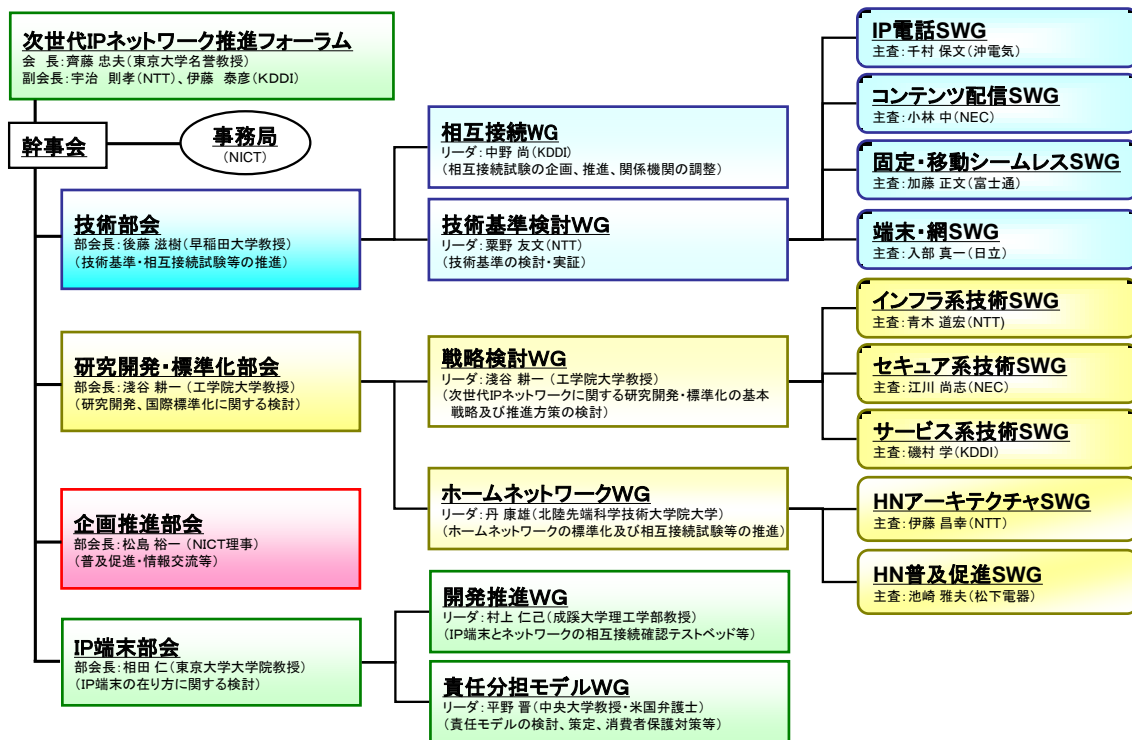 次世代IPネットワーク推進フォーラム
会　長：齊藤 忠夫（東京大学名誉教授）
副会長：宇治　則孝（NTT）、伊藤　泰彦（KDDI）
幹事会
事務局
（NICT）
技術部会
部会長：後藤 滋樹（早稲田大学教授）
（技術基準・相互接続試験等の推進）
相互接続WG
リーダ：中野 尚（KDDI）
（相互接続試験の企画、推進、関係機関の調整）
技術基準検討WG
リーダ：栗野 友文（NTT）
（技術基準の検討・実証）
IP電話SWG
主査：千村 保文（沖電気）
コンテンツ配信SWG
主査：小林 中（NEC）
固定・移動シームレスSWG
主査：加藤 正文（富士通）
端末・網SWG
主査：入部 真一（日立）
研究開発・標準化部会
部会長：淺谷 耕一（工学院大学教授）
（研究開発、国際標準化に関する検討）
戦略検討WG
リーダ：淺谷 耕一 （工学院大学教授）
（次世代IPネットワークに関する研究開発・標準化の基本
戦略及び推進方策の検討）
インフラ系技術SWG
主査：青木 道宏（NTT)
セキュア系技術SWG
主査：江川 尚志（NEC）
サービス系技術SWG
主査：磯村 学（KDDI）
ホームネットワークWG
リーダ：丹 康雄（北陸先端科学技術大学院大学）
（ホームネットワークの標準化及び相互接続試験等の推進）
HNアーキテクチャSWG
主査：伊藤 昌幸（NTT）
HN普及促進SWG
主査：池崎 雅夫（松下電器）
企画推進部会
部会長：松島 裕一（NICT理事）
（普及促進・情報交流等）
IP端末部会
部会長：相田 仁（東京大学大学院教授）
（IP端末の在り方に関する検討）
開発推進WG
リーダ：村上 仁己（成蹊大学理工学部教授）
（IP端末とネットワークの相互接続確認テストベッド等）
責任分担モデルWG
リーダ：平野 晋（中央大学教授・米国弁護士）
（責任モデルの検討、策定、消費者保護対策等）